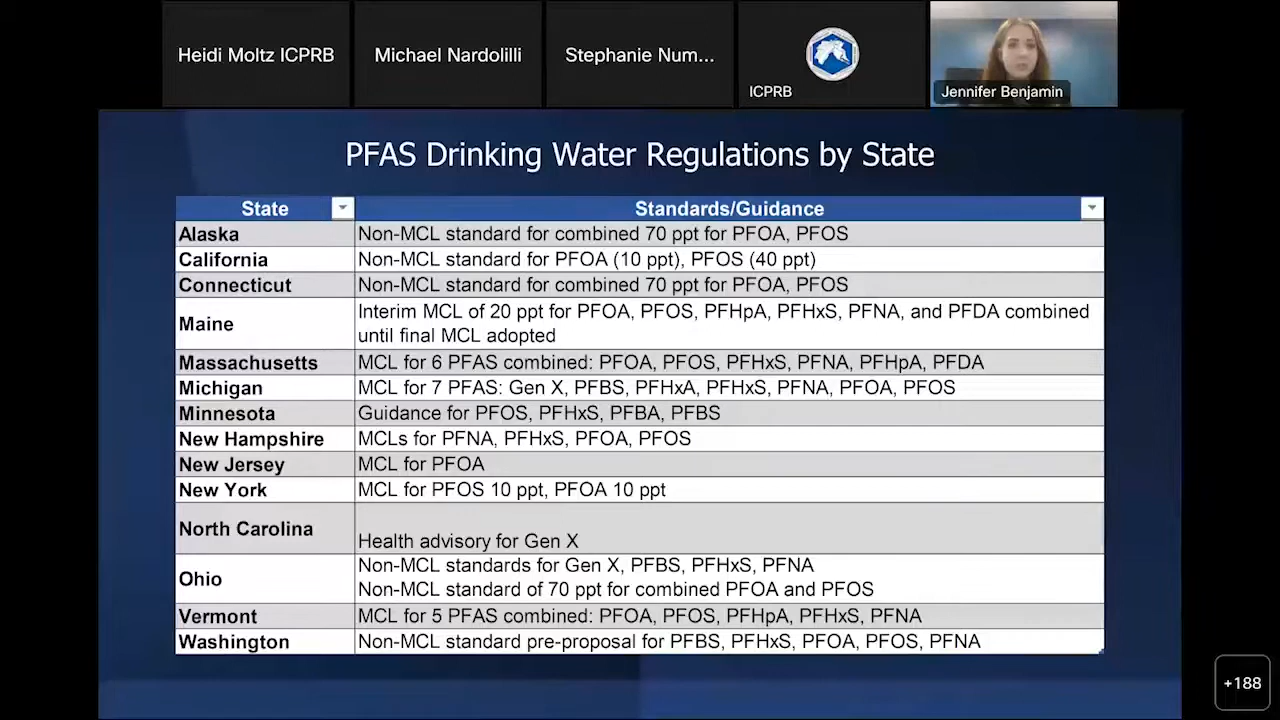 Heidi Moltz ICPRB
Michael Nardolilli
Stephanie Num...
ICPRB
Jennifer Benjamin
PFAS Drinking Water Regulations by State
State
Standards/Guidance
Alaska
Non-MCL standard for combined 70 ppt for PFOA, PFOS
California
Non-MCL standard for PFOA (10 ppt), PFOS (40 ppt)
Connecticut
Non-MCL standard for combined 70 ppt for PFOA, PFOS
Maine
Interim MCL of 20 ppt for PFOA, PFOS, PFHpA, PFHxS, PFNA, and PFDA combined
until final MCL adopted
Massachusetts
MCL for 6 PFAS combined: PFOA, PFOS, PFHxS, PFNA, PFHpA, PFDA
Michigan
MCL for 7 PFAS: Gen X, PFBS, PFHxA, PFHxS, PFNA, PFOA, PFOS
Minnesota
Guidance for PFOS, PFHxS, PFBA, PFBS
New Hampshire
MCLs for PFNA, PFHxS, PFOA, PFOS
New Jersey
MCL for PFOA
New York
MCL for PFOS 10 ppt, PFOA 10 ppt
North Carolina
Health advisory for Gen X
Ohio
Non-MCL standards for Gen X, PFBS, PFHxS, PFNA
Non-MCL standard of 70 ppt for combined PFOA and PFOS
Vermont
MCL for 5 PFAS combined: PFOA, PFOS, PFHpA, PFHxS, PFNA
Washington
Non-MCL standard pre-proposal for PFBS, PFHxS, PFOA, PFOS, PFNA
+188